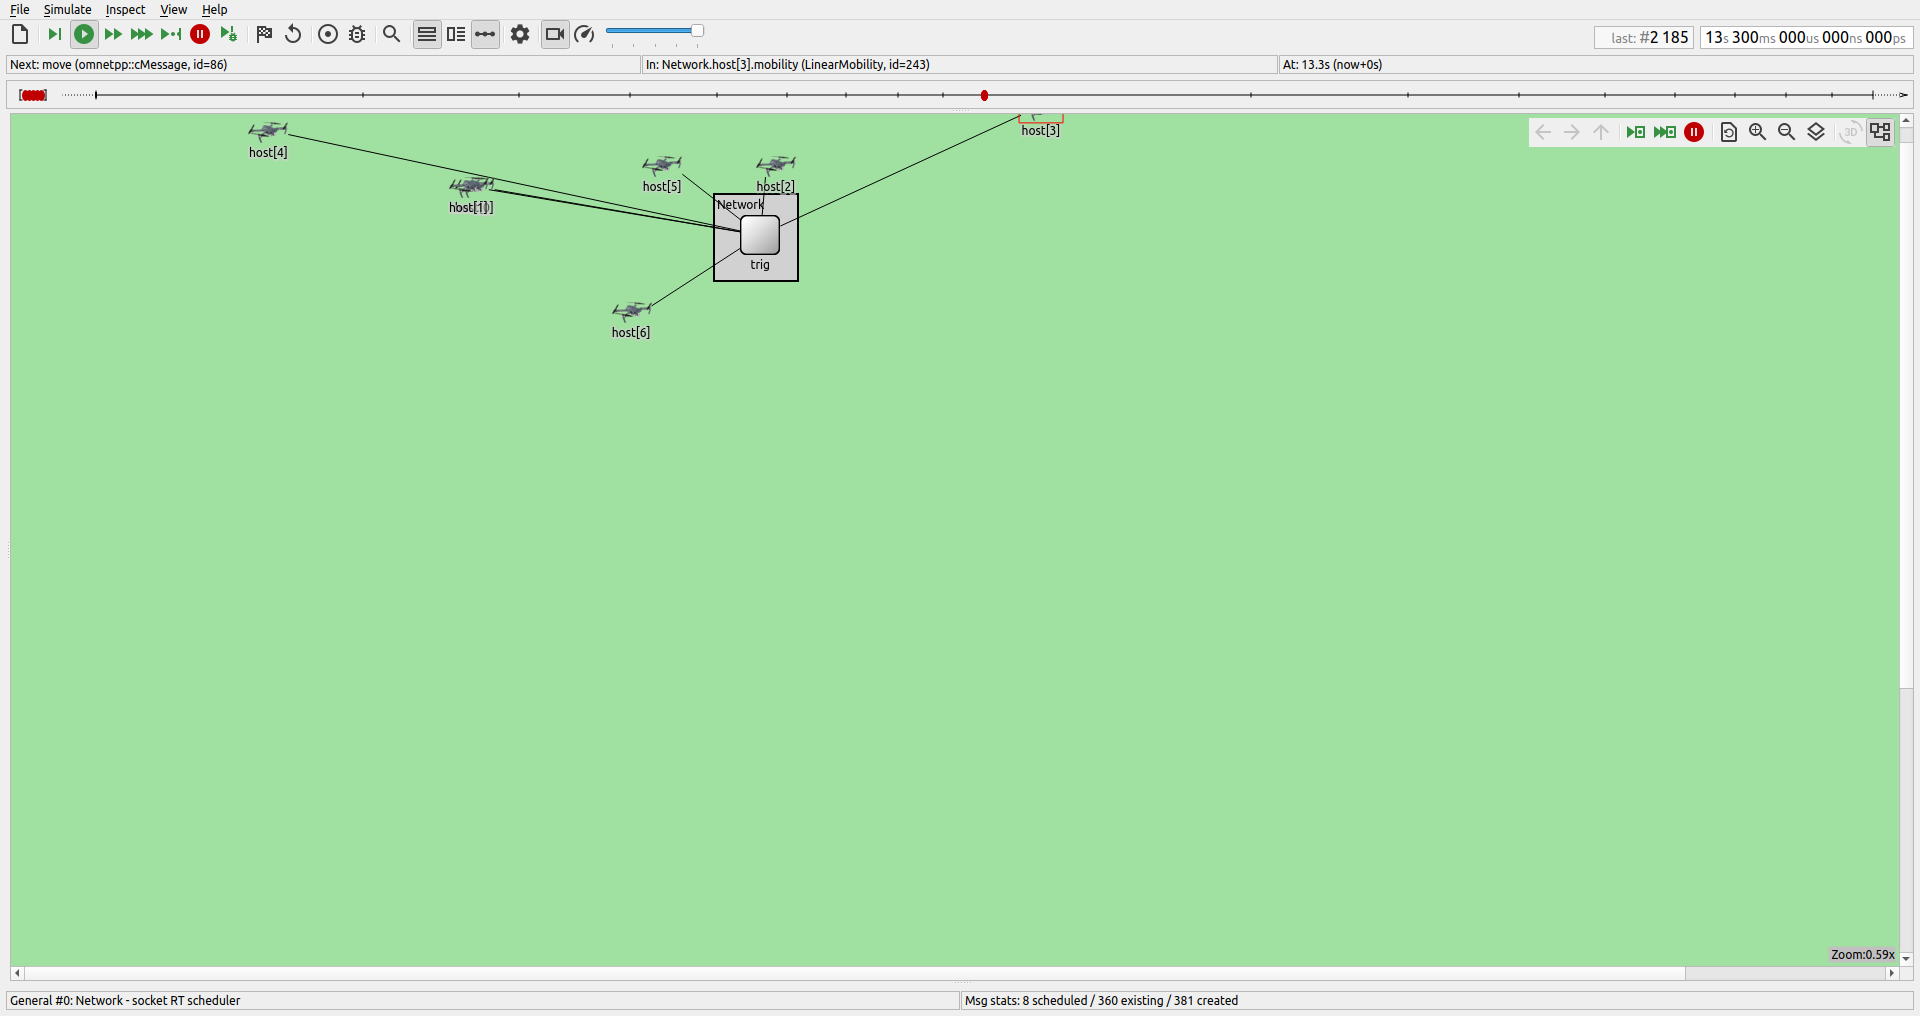 File Simulate Inspect View Help
last: #2 185
13s 300ms 000us 000ns 000ps
Next: move (omnetpp::cMessage, id=86)
In: Network.host[3].mobility (LinearMobility, id=243)
At: 13.3s (now+0s)
host[4]
host[3]
3D
host[5]
host[2]
host[1]
Network
trig
host[6]
Zoom:0.59x
General #0: Network - socket RT scheduler
Msg stats: 8 scheduled / 360 existing / 381 created